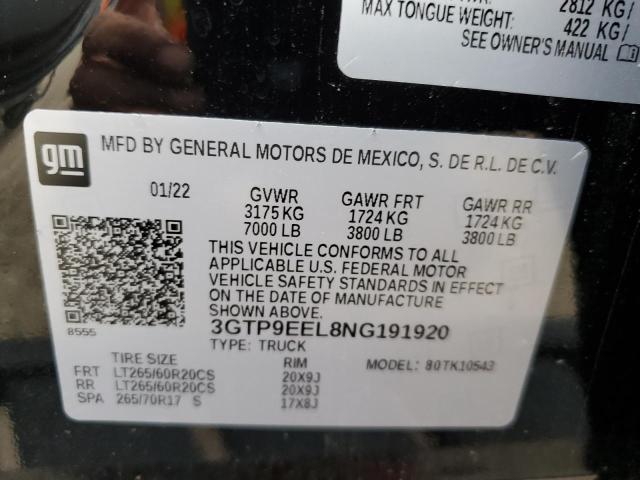 2812 KG/
MAX TONGUE WEIGHT: 422 KG/
SEE OWNER'S MANUAL
gm
MFD BY GENERAL MOTORS DE MEXICO, S. DE R.L. DE C.V.
01/22 GVWR GAWR FRT GAWR RR
3175 KG 1724 KG 1724 KG
7000 LB 3800 LB 3800 LB
THIS VEHICLE CONFORMS TO ALL
APPLICABLE U.S. FEDERAL MOTOR
VEHICLE SAFETY STANDARDS IN EFFECT
ON THE DATE OF MANUFACTURE SHOWN
ABOVE.
8555
3GTP9EEL8NG191920
TYPE: TRUCK MODEL: 80TK10543
TIRE SIZE RIM
FRT LT265/60R20CS 20X9J
RR LT265/60R20CS 20X9J
SPA 265/70R17 S 17X8J